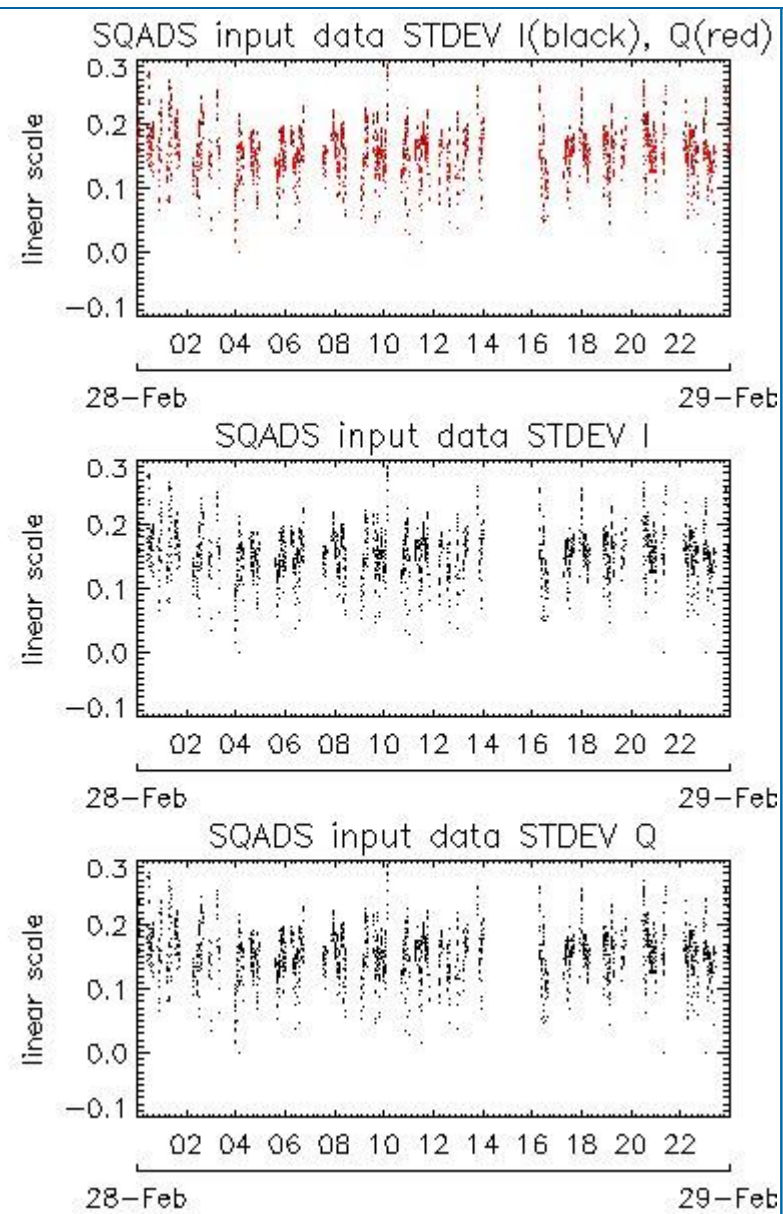 SQADS input data STDEV I(black), Q(red)
0.3
0.2
0.1
0.0
-0.1
linear scale
02 04 06 08 10 12 14 16 18 20 22
28-Feb 29-Feb
SQADS input data STDEV I
0.3
0.2
0.1
0.0
-0.1
linear scale
02 04 06 08 10 12 14 16 18 20 22
28-Feb 29-Feb
SQADS input data STDEV Q
0.3
0.2
0.1
0.0
-0.1
linear scale
02 04 06 08 10 12 14 16 18 20 22
28-Feb 29-Feb